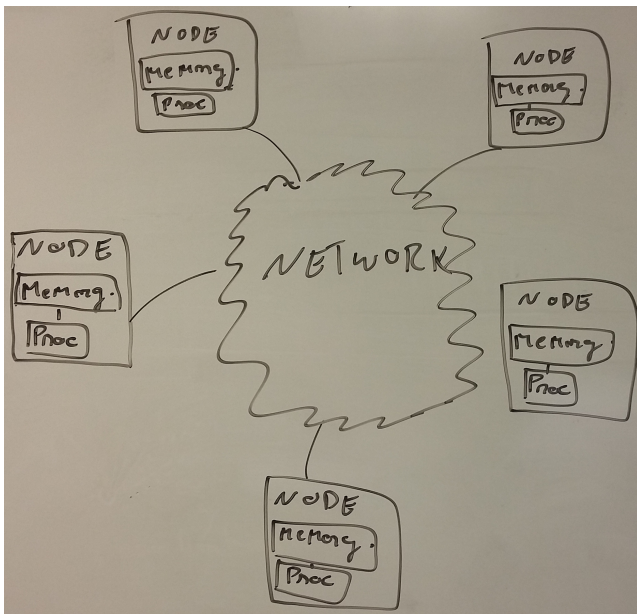 NODE
Memory.
Proc
NODE
Memory.
Proc
NETWORK
NODE
Memory.
Proc
NODE
Memory
Proc
NODE
Memory.
Proc